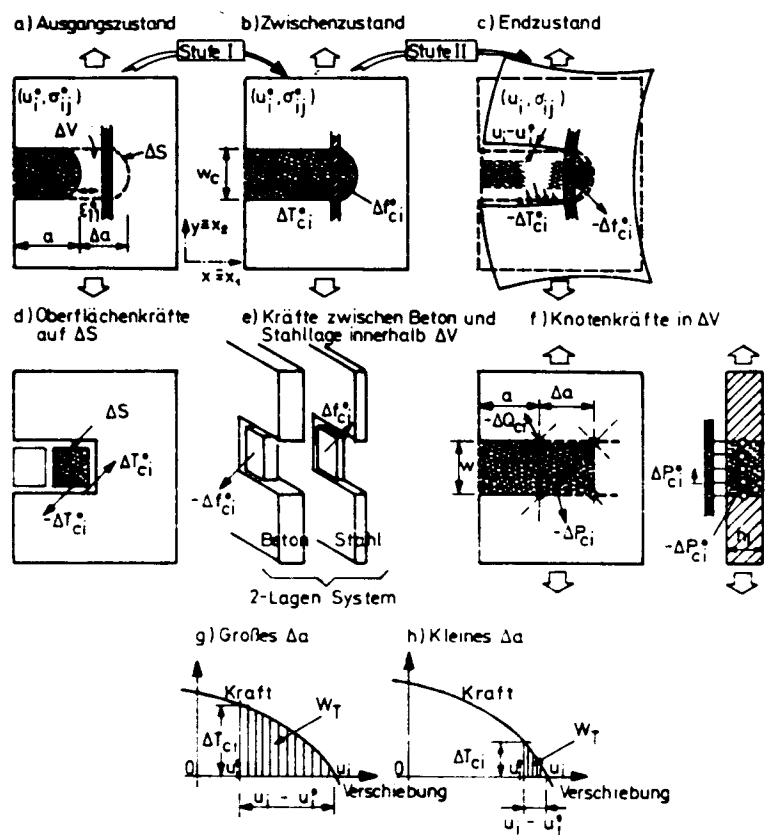 a) Ausgangszustand
b) Zwischenzustand
c) Endzustand
Stufe I
Stufe II
(u°i, σ°ij)
(u°i, σ°ij)
(ui, σij)
ΔV
ΔS
ui-u°i
wc
a
Δa
ΔT°ci
Δf°ci
y≡x2
x≡x1
-ΔT°ci
-Δf°ci
d) Oberflächenkräfte
auf ΔS
e) Kräfte zwischen Beton und
Stahllage innerhalb ΔV
f) Knotenkräfte in ΔV
ΔS
ΔT°ci
-ΔT°ci
Δf°ci
-Δf°ci
Beton
Stahl
2-Lagen System
a
Δa
w
-ΔPci
ΔP°ci
-ΔP°ci
h
g) Großes Δa
h) Kleines Δa
Kraft
Kraft
WT
WT
ΔTci
ΔTci
0
u°i
ui
0
u°i
ui
Verschiebung
Verschiebung
ui - u°i
ui - u°i